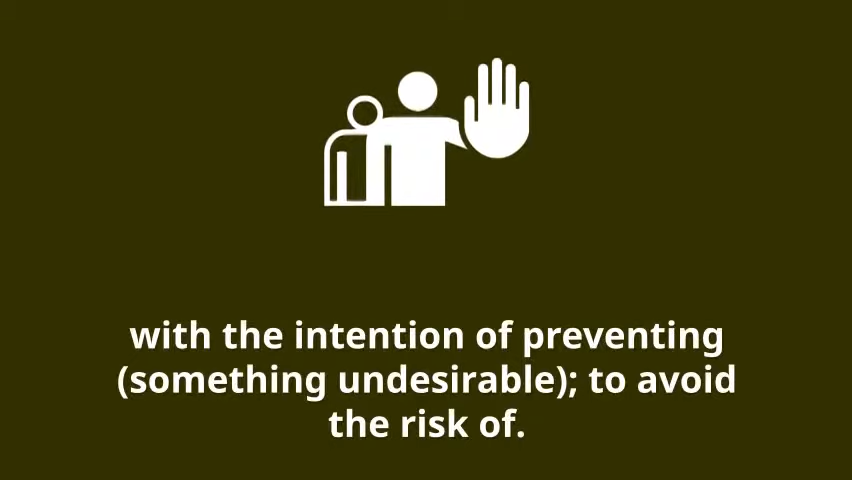 with the intention of preventing
(something undesirable); to avoid
the risk of.